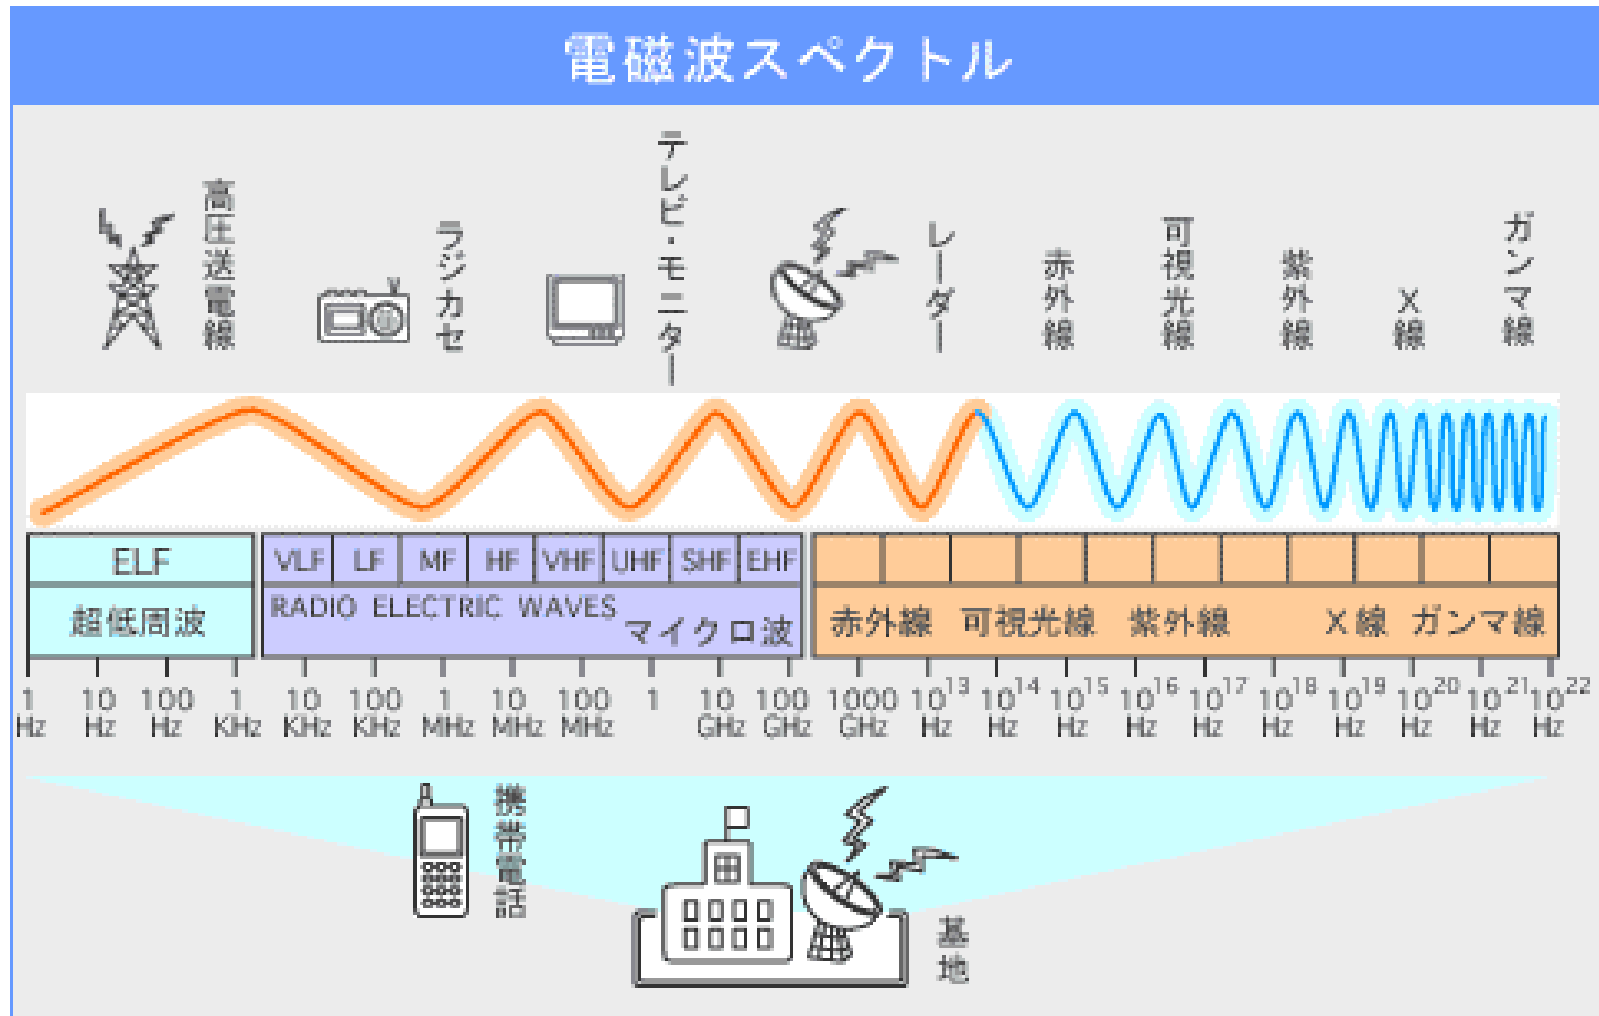 電磁波スペクトル
高圧送電線
ラジカセ
テレビ・モニター
レーダー
赤外線
可視光線
紫外線
X線
ガンマ線
ELF
VLF LF MF HF VHF UHF SHF EHF
超低周波
RADIO ELECTRIC WAVES
マイクロ波
赤外線 可視光線 紫外線 X線 ガンマ線
1 10 100 1 10 100 1 10 100 1 10 100 1000 10¹³ 10¹⁴ 10¹⁵ 10¹⁶ 10¹⁷ 10¹⁸ 10¹⁹ 10²⁰ 10²¹ 10²²
Hz Hz Hz KHz KHz KHz MHz MHz MHz GHz GHz GHz Hz Hz Hz Hz Hz Hz Hz Hz Hz Hz
携帯電話
基地